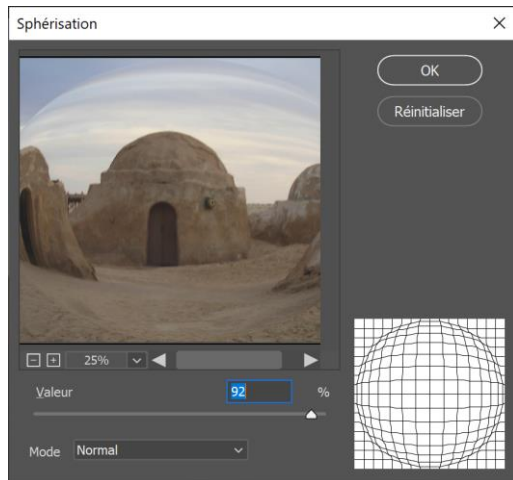 Sphérisation
OK
Réinitialiser
25%
Valeur
92
%
Mode
Normal